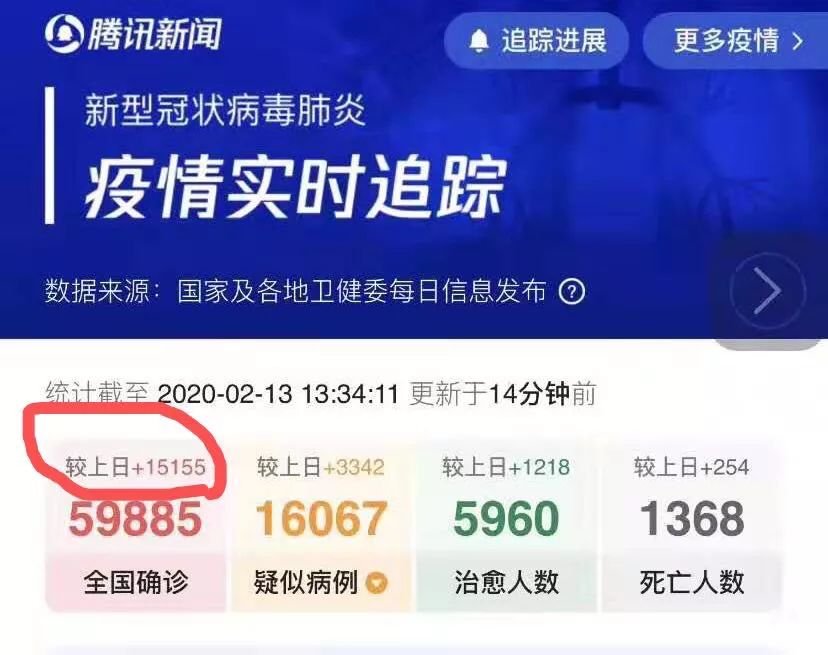 腾讯新闻 追踪进展 更多疫情 >
新型冠状病毒肺炎
疫情实时追踪
数据来源：国家及各地卫健委每日信息发布 ?
统计截至 2020-02-13 13:34:11 更新于14分钟前
较上日+15155 较上日+3342 较上日+1218 较上日+254
59885 16067 5960 1368
全国确诊 疑似病例 治愈人数 死亡人数